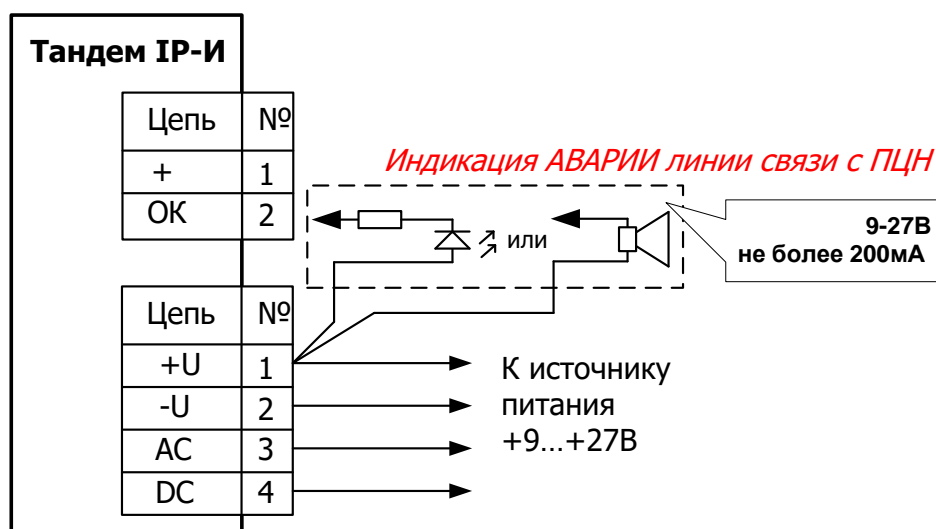 Тандем IP-И
Цепь №
+ 1
ОК 2
Индикация АВАРИИ линии связи с ПЦН
или
9-27В
не более 200мА
Цепь №
+U 1
-U 2
AC 3
DC 4
К источнику
питания
+9...+27В